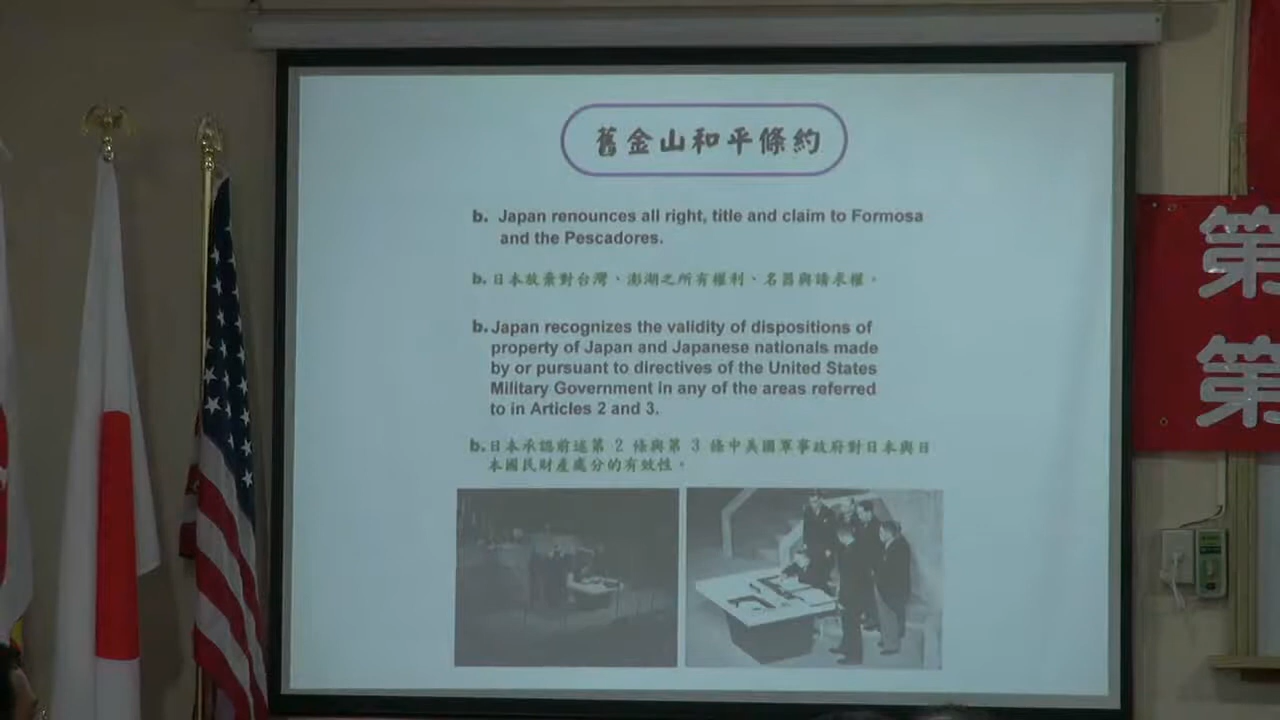 舊金山和平條約
b. Japan renounces all right, title and claim to Formosa
and the Pescadores.
b. 日本放棄對台灣、澎湖之所有權利、名器與請求權。
b. Japan recognizes the validity of dispositions of
property of Japan and Japanese nationals made
by or pursuant to directives of the United States
Military Government in any of the areas referred
to in Articles 2 and 3.
b. 日本承認前述第 2 條與第 3 條中美國軍事政府對日本與日
本國民財產處分的有效性。
第
第